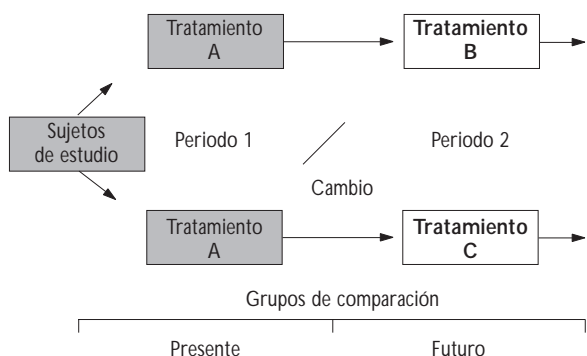 Tratamiento
A
Tratamiento
B
Sujetos
de estudio
Periodo 1
Periodo 2
Cambio
Tratamiento
A
Tratamiento
C
Grupos de comparación
Presente
Futuro